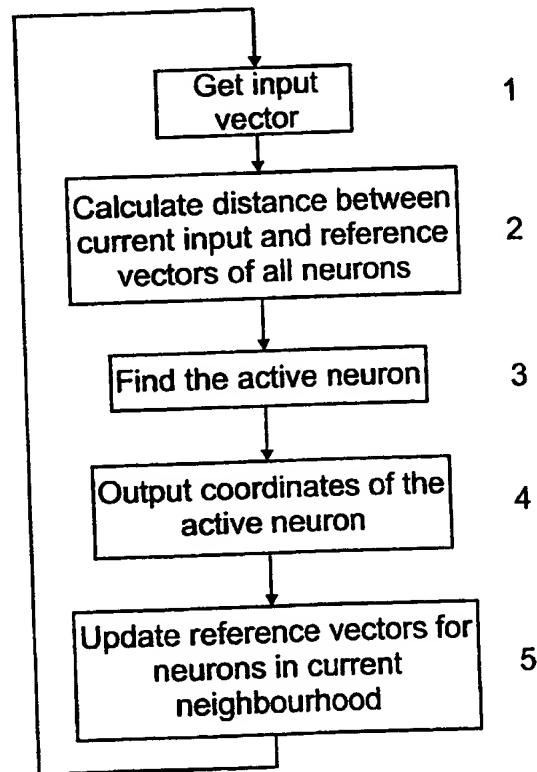 Get input
vector
1
Calculate distance between
current input and reference
vectors of all neurons
2
Find the active neuron
3
Output coordinates of the
active neuron
4
Update reference vectors for
neurons in current
neighbourhood
5